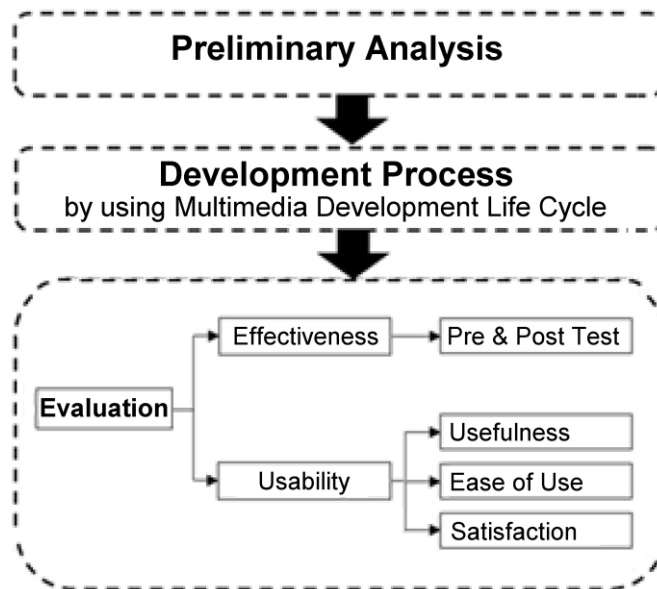 Preliminary Analysis
Development Process
by using Multimedia Development Life Cycle
Effectiveness
Pre & Post Test
Evaluation
Usefulness
Usability
Ease of Use
Satisfaction